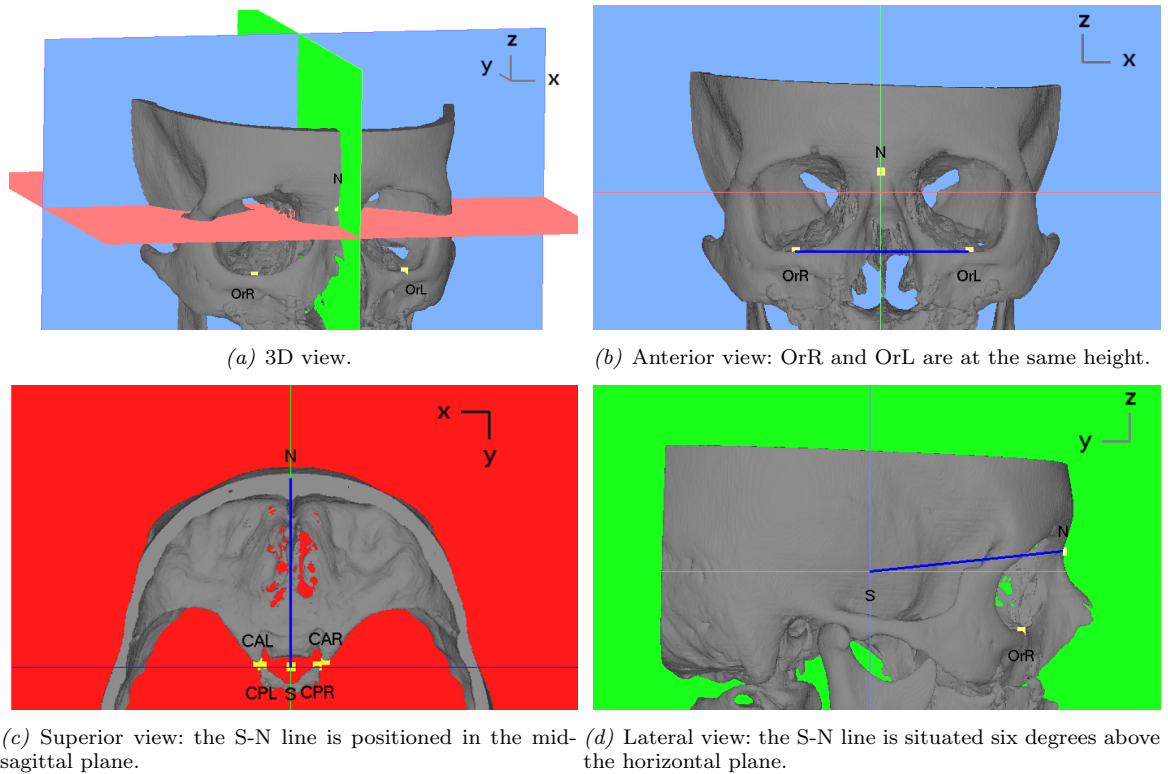 z
y
x
N
OrR
OrL
(a) 3D view.
z
x
N
OrR
OrL
(b) Anterior view: OrR and OrL are at the same height.
x
y
N
CAL
CAR
CPL
S
CPR
(c) Superior view: the S-N line is positioned in the mid-
sagittal plane.
z
y
N
S
OrR
(d) Lateral view: the S-N line is situated six degrees above
the horizontal plane.